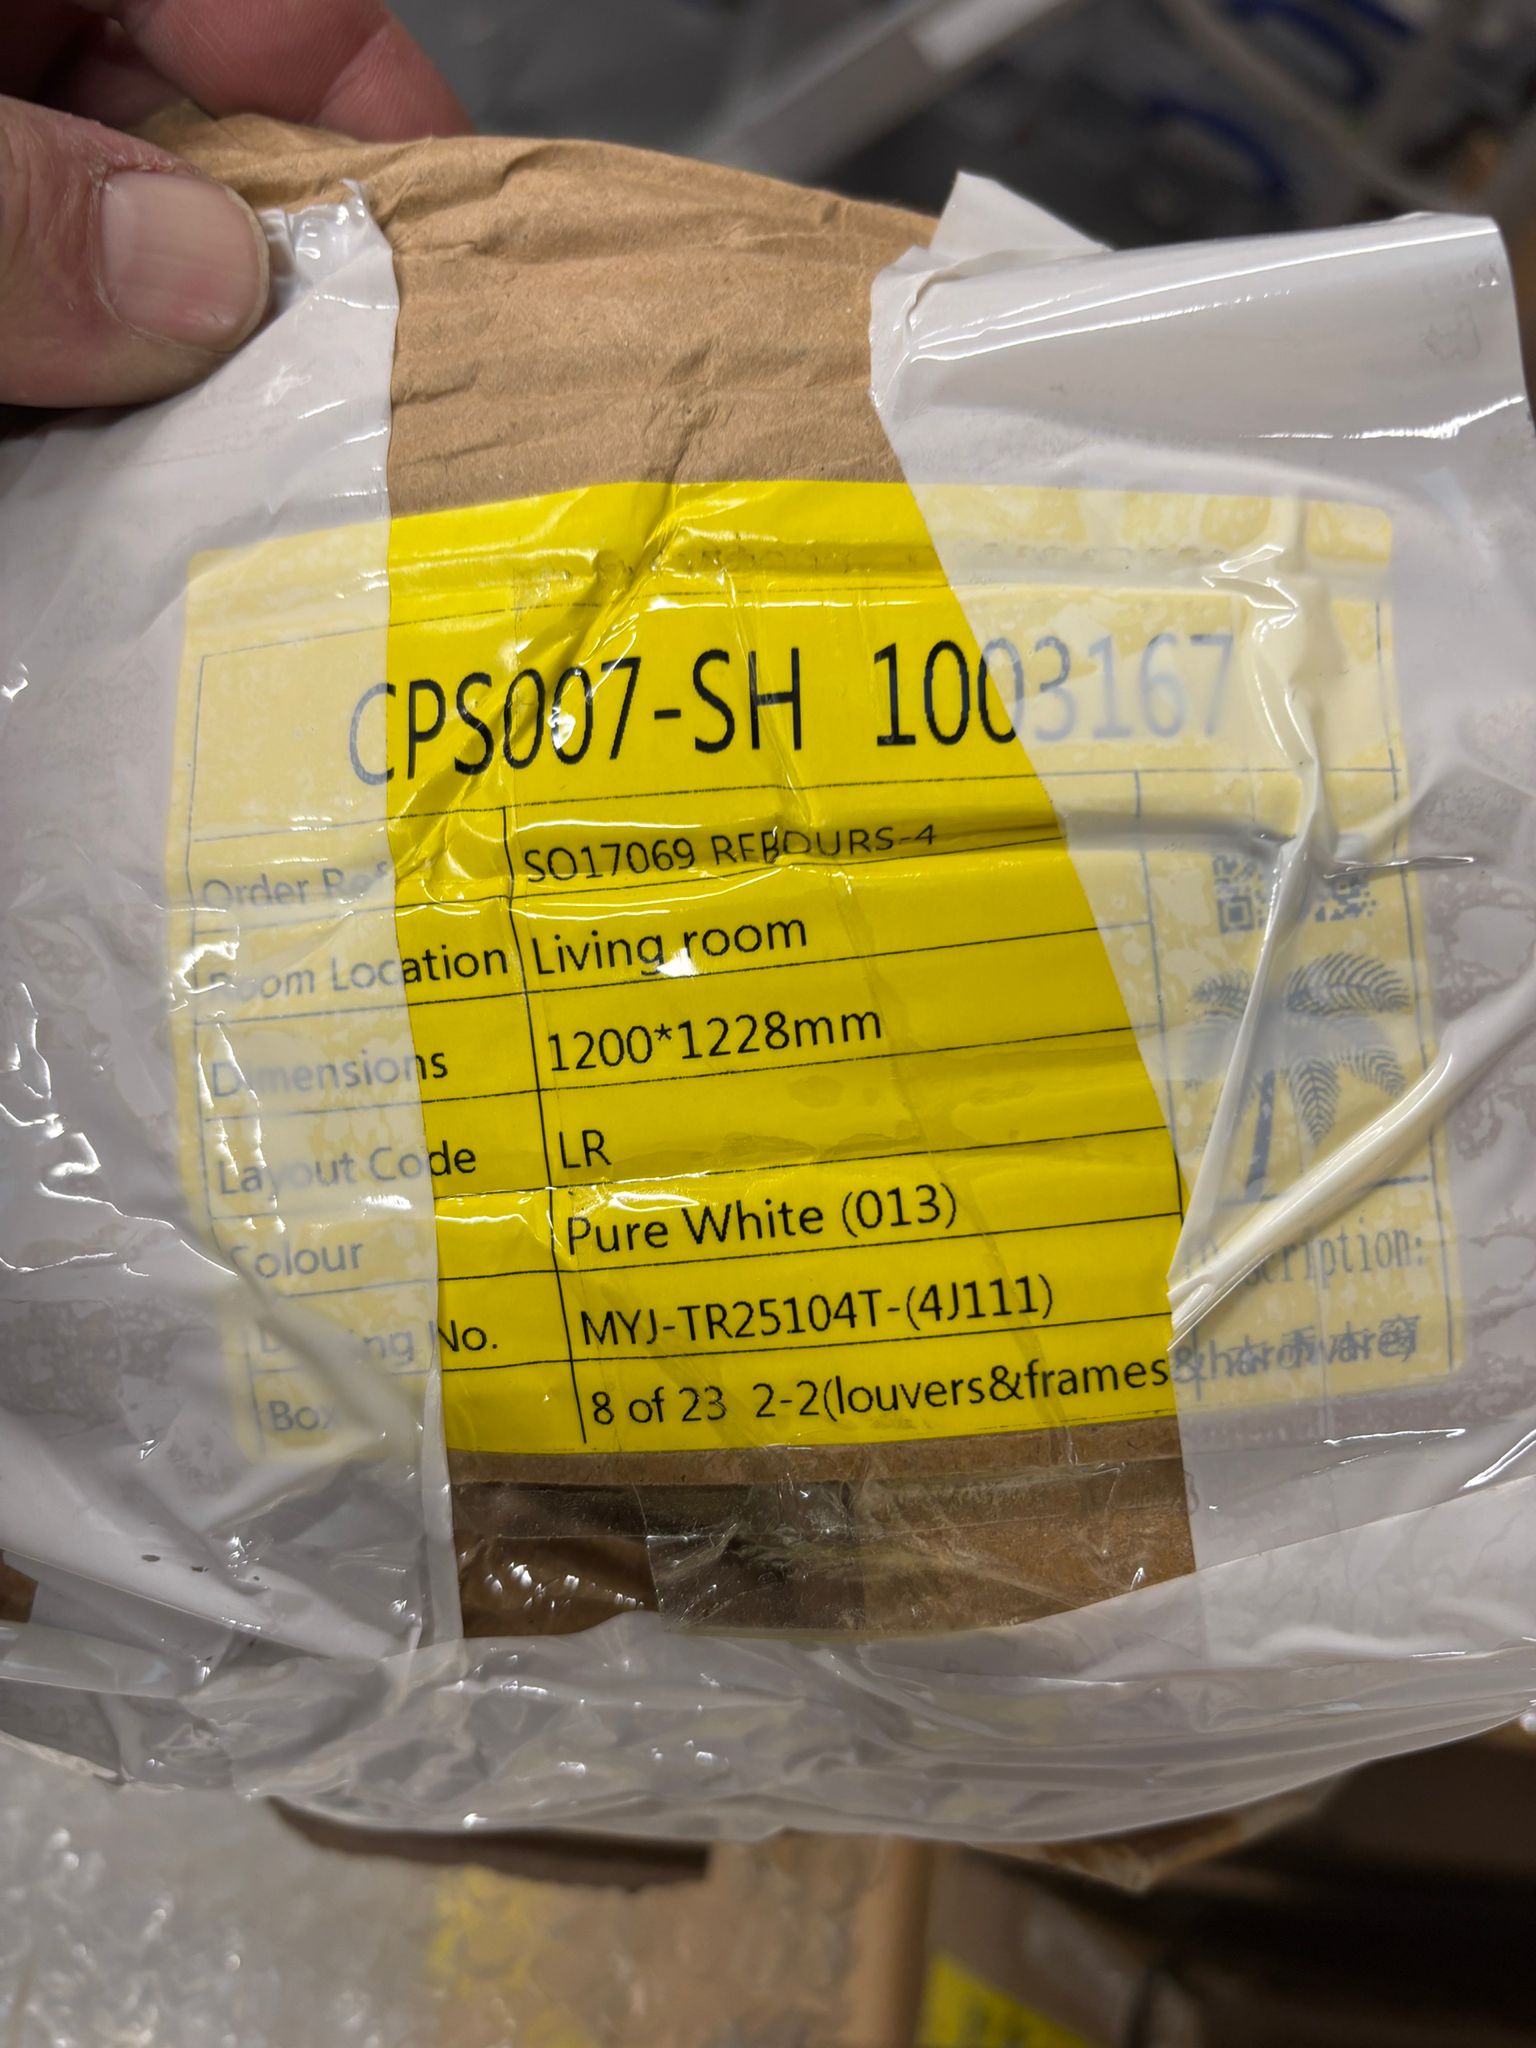 CPS007-SH 1003167
Order Ref SO17069 REBOURS-4
Room Location Living room
Dimensions 1200*1228mm
Layout Code LR
Colour Pure White (013)
Description:
No. MYJ-TR25104T-(4J111)
Box 8 of 23 2-2(louvers&frames&hardware)